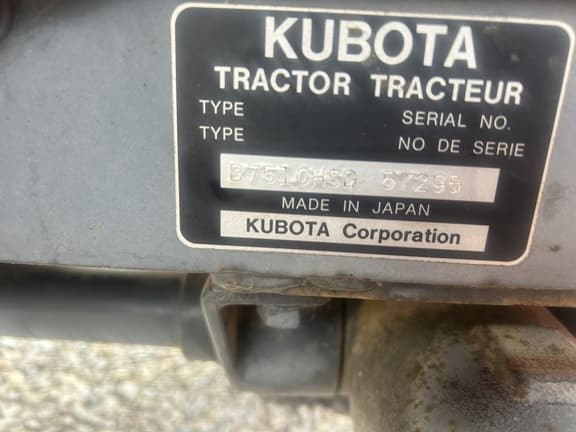 KUBOTA
TRACTOR TRACTEUR
TYPE SERIAL NO.
TYPE NO DE SERIE
B7510HSD 57295
MADE IN JAPAN
KUBOTA Corporation